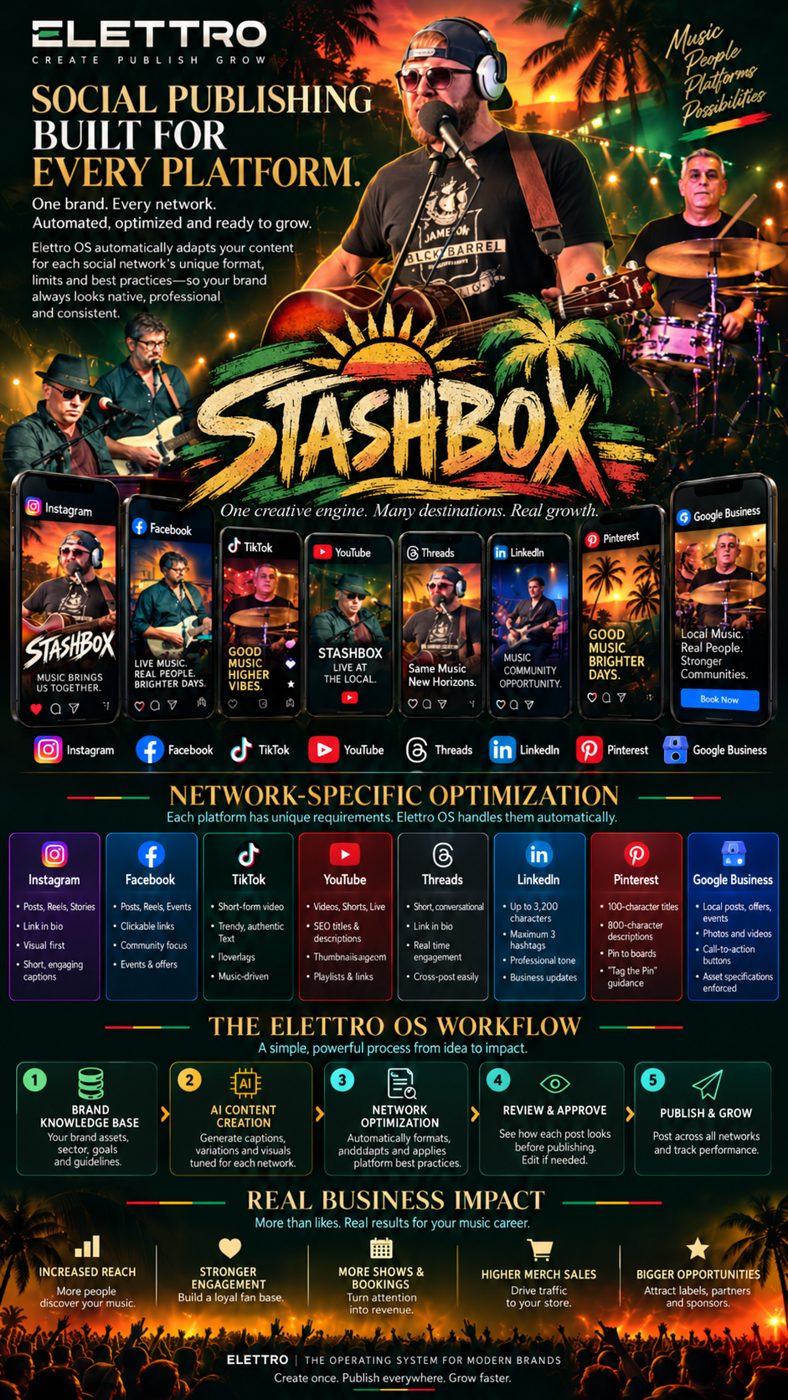 ELETTRO
CREATE PUBLISH GROW
SOCIAL PUBLISHING
BUILT FOR
EVERY PLATFORM.
One brand. Every network.
Automated, optimized and ready to grow.
Elettro OS automatically adapts your content
for each social network's unique format,
limits and best practices—so your brand
always looks native, professional
and consistent.
Music
People
Platforms
Possibilities
JAMESON
BLCK BARREL
STASHBOX
One creative engine. Many destinations. Real growth.
Instagram
STASHBOX
MUSIC BRINGS
US TOGETHER.
Facebook
LIVE MUSIC.
REAL PEOPLE.
BRIGHTER DAYS.
TikTok
GOOD
MUSIC
HIGHER
VIBES.
YouTube
STASHBOX
LIVE AT
THE LOCAL.
Threads
Same Music
New Horizons.
LinkedIn
MUSIC
COMMUNITY
OPPORTUNITY.
Pinterest
GOOD
MUSIC
BRIGHTER
DAYS.
Google Business
Local Music.
Real People.
Stronger
Communities.
Book Now
Instagram
Facebook
TikTok
YouTube
Threads
LinkedIn
Pinterest
Google Business
NETWORK-SPECIFIC OPTIMIZATION
Each platform has unique requirements. Elettro OS handles them automatically.
Instagram
• Posts, Reels, Stories
• Link in bio
• Visual first
• Short, engaging
captions
Facebook
• Posts, Reels, Events
• Clickable links
• Community focus
• Events & offers
TikTok
• Short-form video
• Trendy, authentic
Text
•
• Music-driven
YouTube
• Videos, Shorts, Live
• SEO titles &
descriptions
•
• Playlists & links
Threads
• Short, conversational
• Link in bio
• Real time
engagement
• Cross-post easily
LinkedIn
• Up to 3,200
characters
• Maximum 3
hashtags
• Professional tone
• Business updates
Pinterest
• 100-character titles
• 800-character
descriptions
• Pin to boards
• "Tag the Pin"
guidance
Google Business
• Local posts, offers,
events
• Photos and videos
• Call-to-action
buttons
• Asset specifications
enforced
THE ELETTRO OS WORKFLOW
A simple, powerful process from idea to impact.
1
BRAND
KNOWLEDGE BASE
Your brand assets,
sector, goals
and guidelines.
2
AI
AI CONTENT
CREATION
Generate captions,
variations and visuals
tuned for each network.
3
NETWORK
OPTIMIZATION
Automatically formats,
andddapts and applies
platform best practices.
4
REVIEW & APPROVE
See how each post looks
before publishing.
Edit if needed.
5
PUBLISH & GROW
Post across all networks
and track performance.
REAL BUSINESS IMPACT
More than likes. Real results for your music career.
INCREASED REACH
More people
discover your music.
STRONGER
ENGAGEMENT
Build a loyal fan base.
MORE SHOWS &
BOOKINGS
Turn attention
into revenue.
HIGHER MERCH SALES
Drive traffic
to your store.
BIGGER OPPORTUNITIES
Attract labels, partners
and sponsors.
ELETTRO | THE OPERATING SYSTEM FOR MODERN BRANDS
Create once. Publish everywhere. Grow faster.